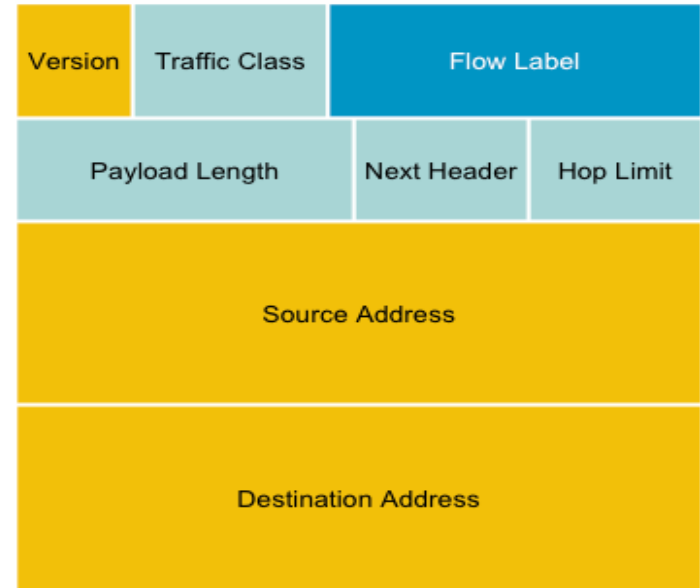 Version Traffic Class Flow Label
Payload Length Next Header Hop Limit
Source Address
Destination Address